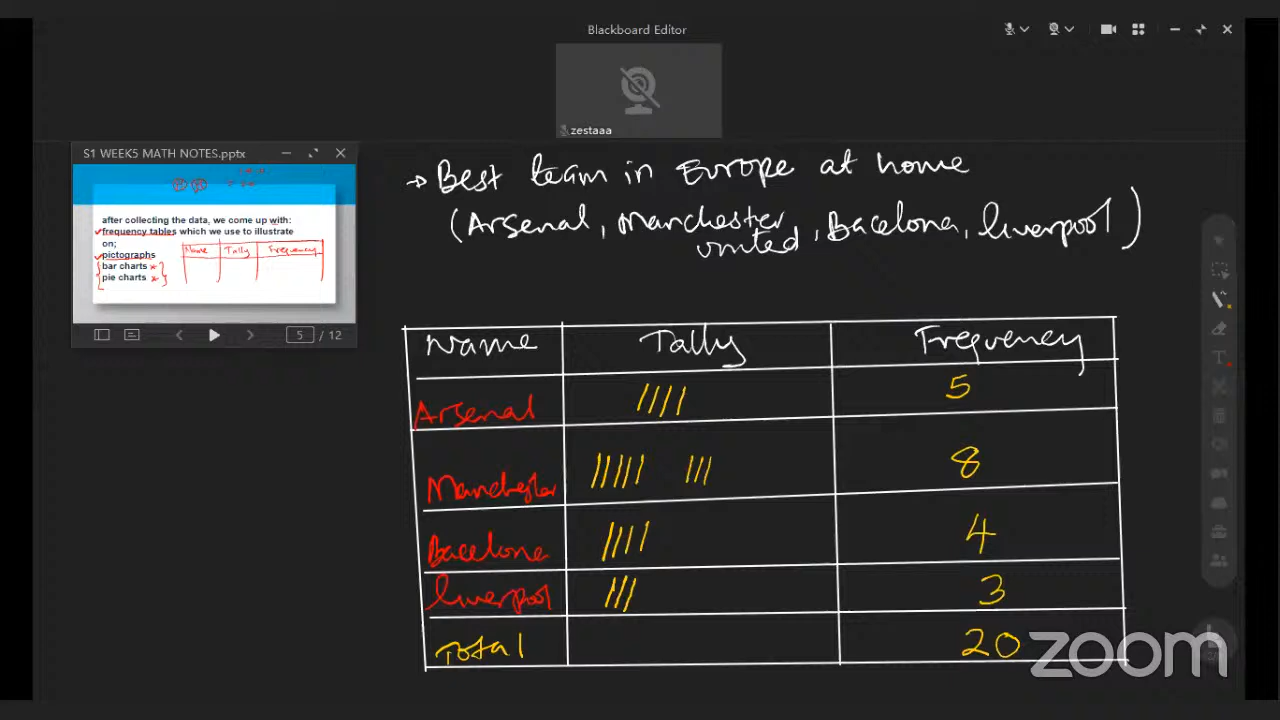 Blackboard Editor
zestaaa
S1 WEEK5 MATH NOTES.pptx
after collecting the data, we come up with:
frequency tables which we use to illustrate
on;
pictographs
bar charts *
pie charts *
Name Tally Frequency
5 / 12
→ Best team in Europe at home
(Arsenal, Manchester united, Bacelona, liverpool)
Name Tally Frequency
Arsenal //// 5
Manchester ///// /// 8
Bacelona //// 4
liverpool /// 3
Total 20
zoom